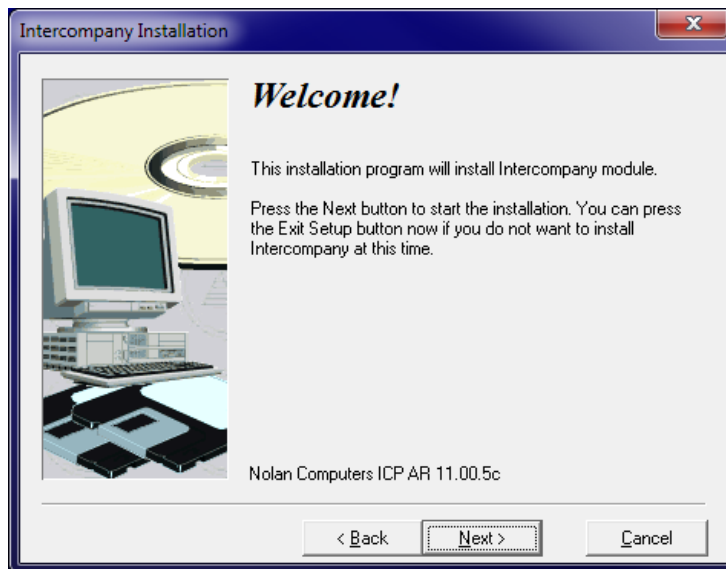 Intercompany Installation
Welcome!
This installation program will install Intercompany module.
Press the Next button to start the installation. You can press
the Exit Setup button now if you do not want to install
Intercompany at this time.
Nolan Computers ICP AR 11.00.5c
< Back Next > Cancel